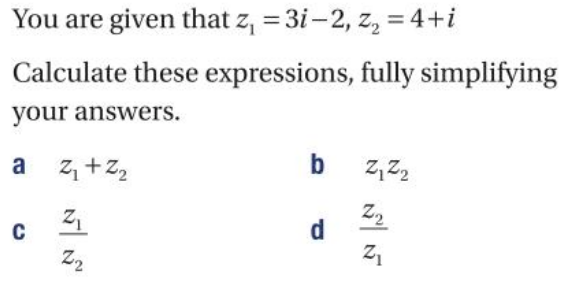 You are given that z₁ = 3i – 2, z₂ = 4 + i
Calculate these expressions, fully simplifying
your answers.
a z₁ + z₂ b z₁z₂
c z₁/z₂ d z₂/z₁